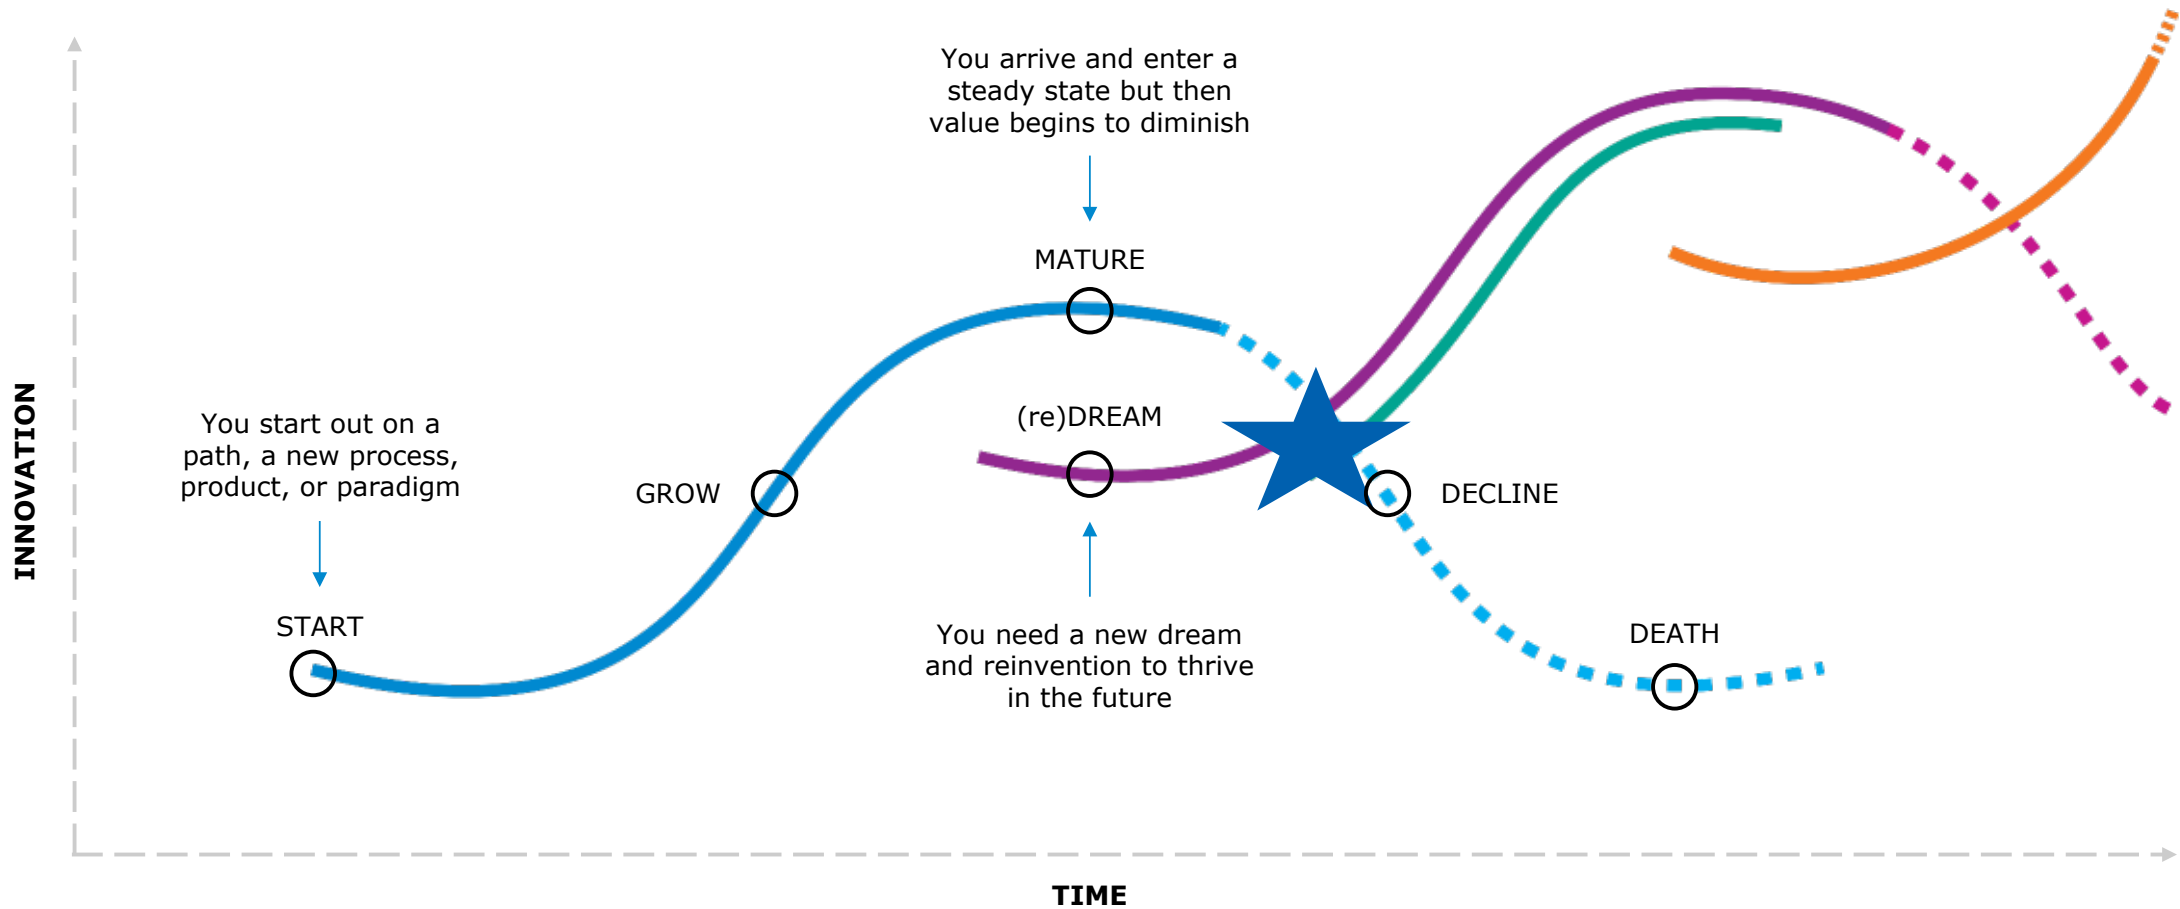 You arrive and enter a
steady state but then
value begins to diminish
MATURE
You start out on a
path, a new process,
product, or paradigm
START
GROW
(re)DREAM
You need a new dream
and reinvention to thrive
in the future
DECLINE
DEATH
INNOVATION
TIME